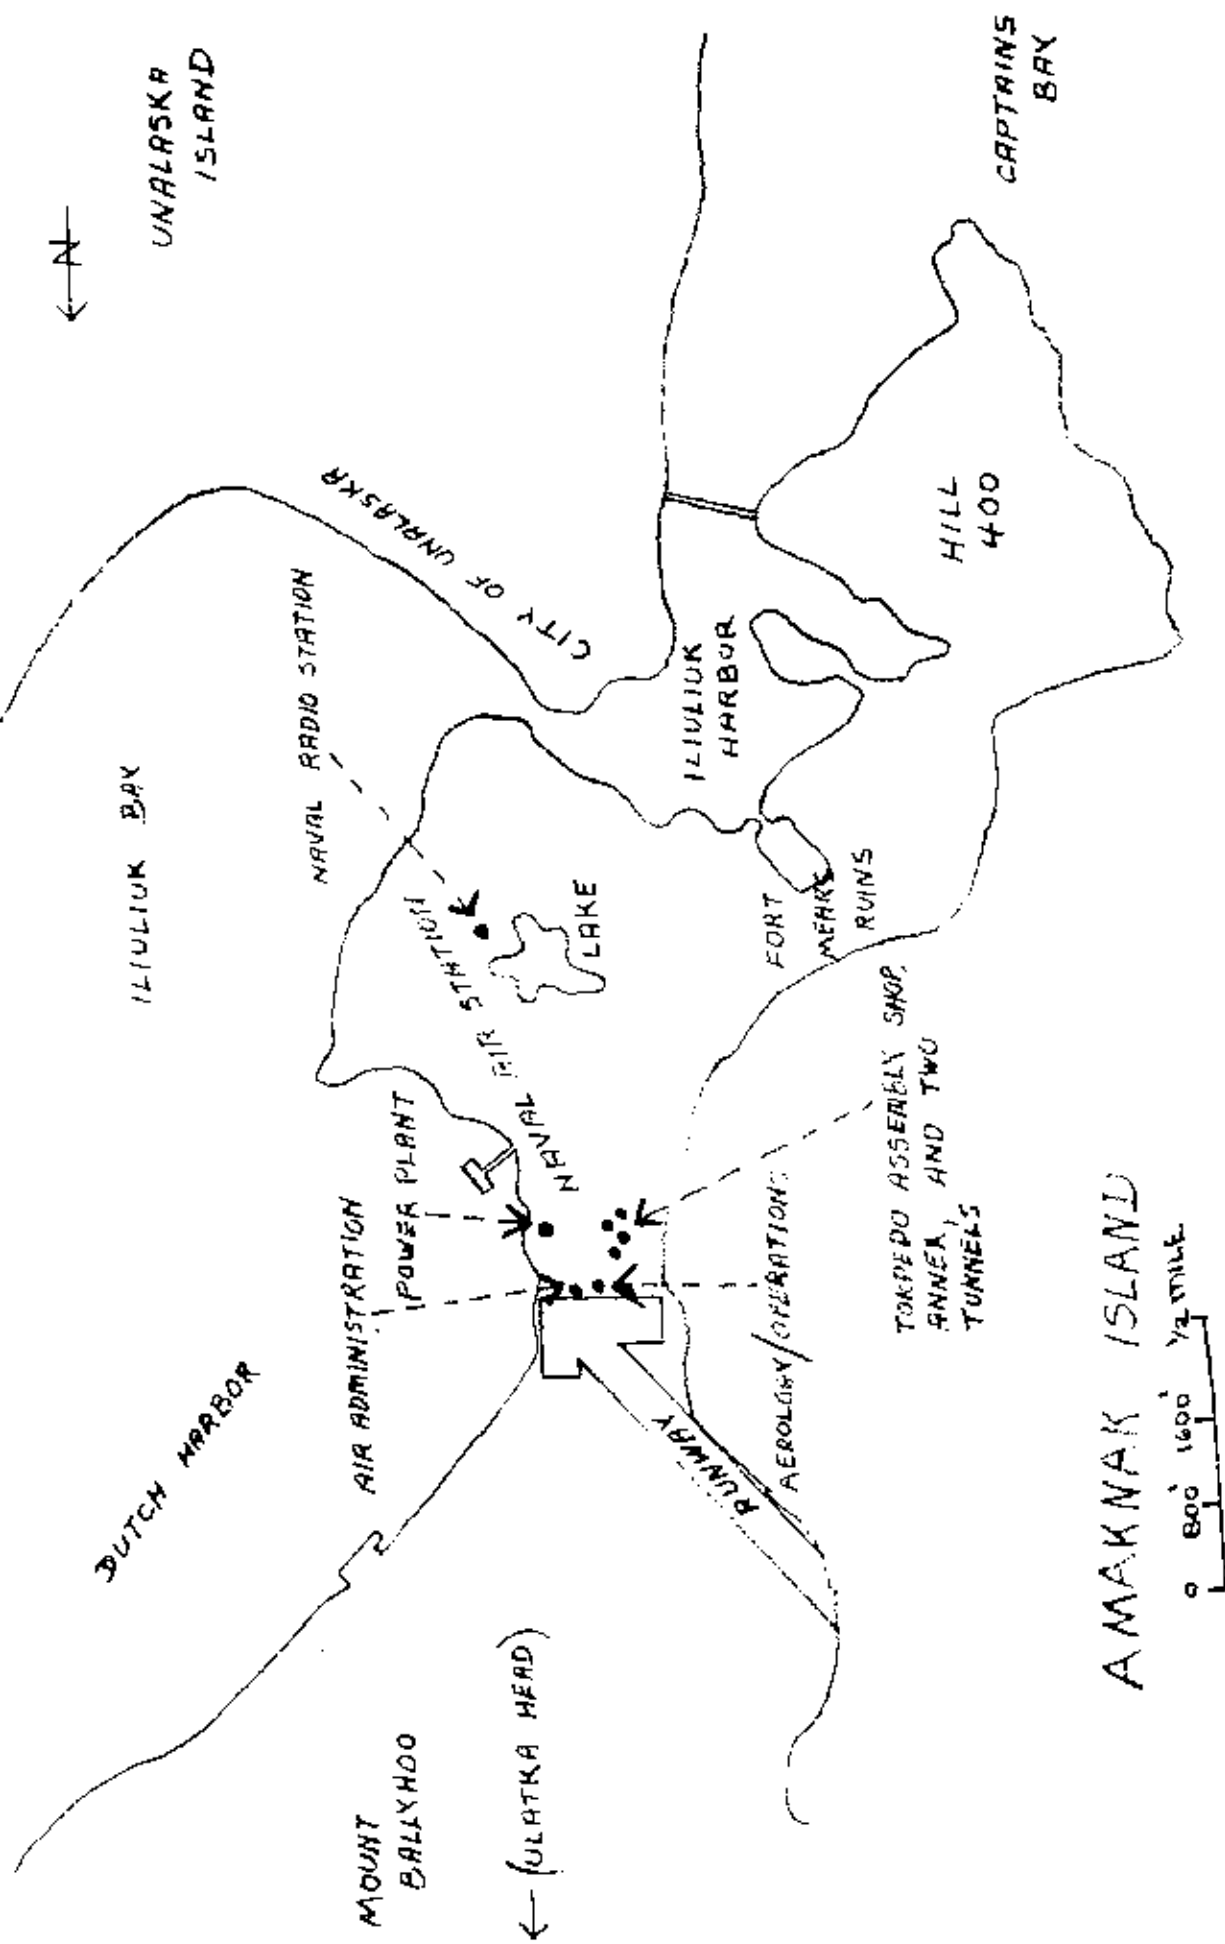 UNALASKA
ISLAND
N
CAPTAINS
BAY
CITY OF UNALASKA
HILL
400
NAVAL RADIO STATION
ILIULIUK
HARBOR
ILIULIUK BAY
NAVAL AIR STATION
LAKE
FORT
MEARS
RUINS
POWER PLANT
AIR ADMINISTRATION
TORPEDO ASSEMBLY SHOP,
ANNEX, AND TWO
TUNNELS
AEROLOGY/OPERATIONS
DUTCH HARBOR
RUNWAY
MOUNT
BALLYHOO
(ULATKA HEAD)
AMAKNAK ISLAND
0 800' 1600' 1/2 MILE